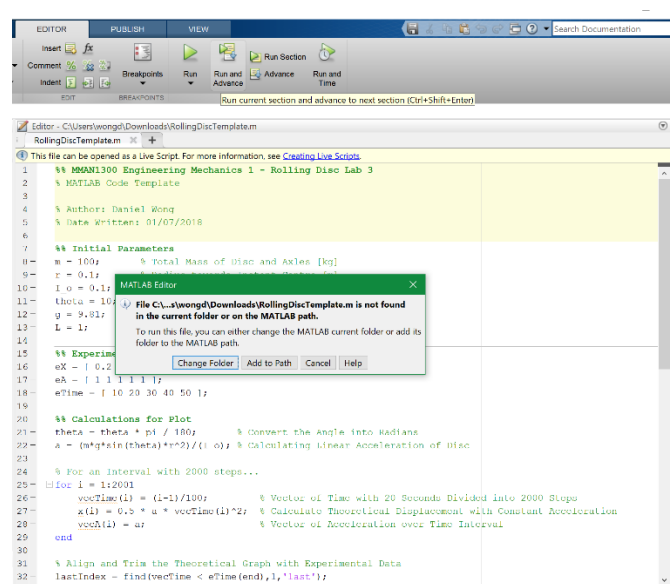 EDITOR PUBLISH VIEW
Search Documentation
Insert fx
Comment %
Indent
Breakpoints
Run
Run and Advance
Run Section
Advance
Run and Time
EDIT BREAKPOINTS
Run current section and advance to next section (Ctrl+Shift+Enter)
Editor - C:\Users\wongd\Downloads\RollingDiscTemplate.m
RollingDiscTemplate.m × +
This file can be opened as a Live Script. For more information, see Creating Live Scripts.
1 %% MMAN1300 Engineering Mechanics 1 - Rolling Disc Lab 3
2 % MATLAB Code Template
3
4 % Author: Daniel Wong
5 % Date Written: 01/07/2018
6
7 %% Initial Parameters
8 m = 100; % Total Mass of Disc and Axles [kg]
9 r = 0.1;
10 I_o = 0.1;
11 theta = 10;
12 g = 9.81;
13 L = 1;
14
15 %% Experime
16 eX = [ 0.2
17 eA = [ 1 1 1 1 1 ];
18 eTime = [ 10 20 30 40 50 ];
19
20 %% Calculations for Plot
21 theta = theta * pi / 180; % Convert the Angle into Radians
22 a = (m*g*sin(theta)*r^2)/(I_o); % Calculating Linear Acceleration of Disc
23
24 % For an Interval with 2000 steps...
25 for i = 1:2001
26 vecTime(i) = (i-1)/100; % Vector of Time with 20 Seconds Divided into 2000 Steps
27 x(i) = 0.5 * a * vecTime(i)^2; % Calculate Theoretical Displacement with Constant Acceleration
28 vecA(i) = a; % Vector of Acceleration over Time Interval
29 end
30
31 % Align and Trim the Theoretical Graph with Experimental Data
32 lastIndex = find(vecTime < eTime(end),1,'last');
MATLAB Editor ×
File C:\...s\wongd\Downloads\RollingDiscTemplate.m is not found
in the current folder or on the MATLAB path.
To run this file, you can either change the MATLAB current folder or add its
folder to the MATLAB path.
Change Folder Add to Path Cancel Help